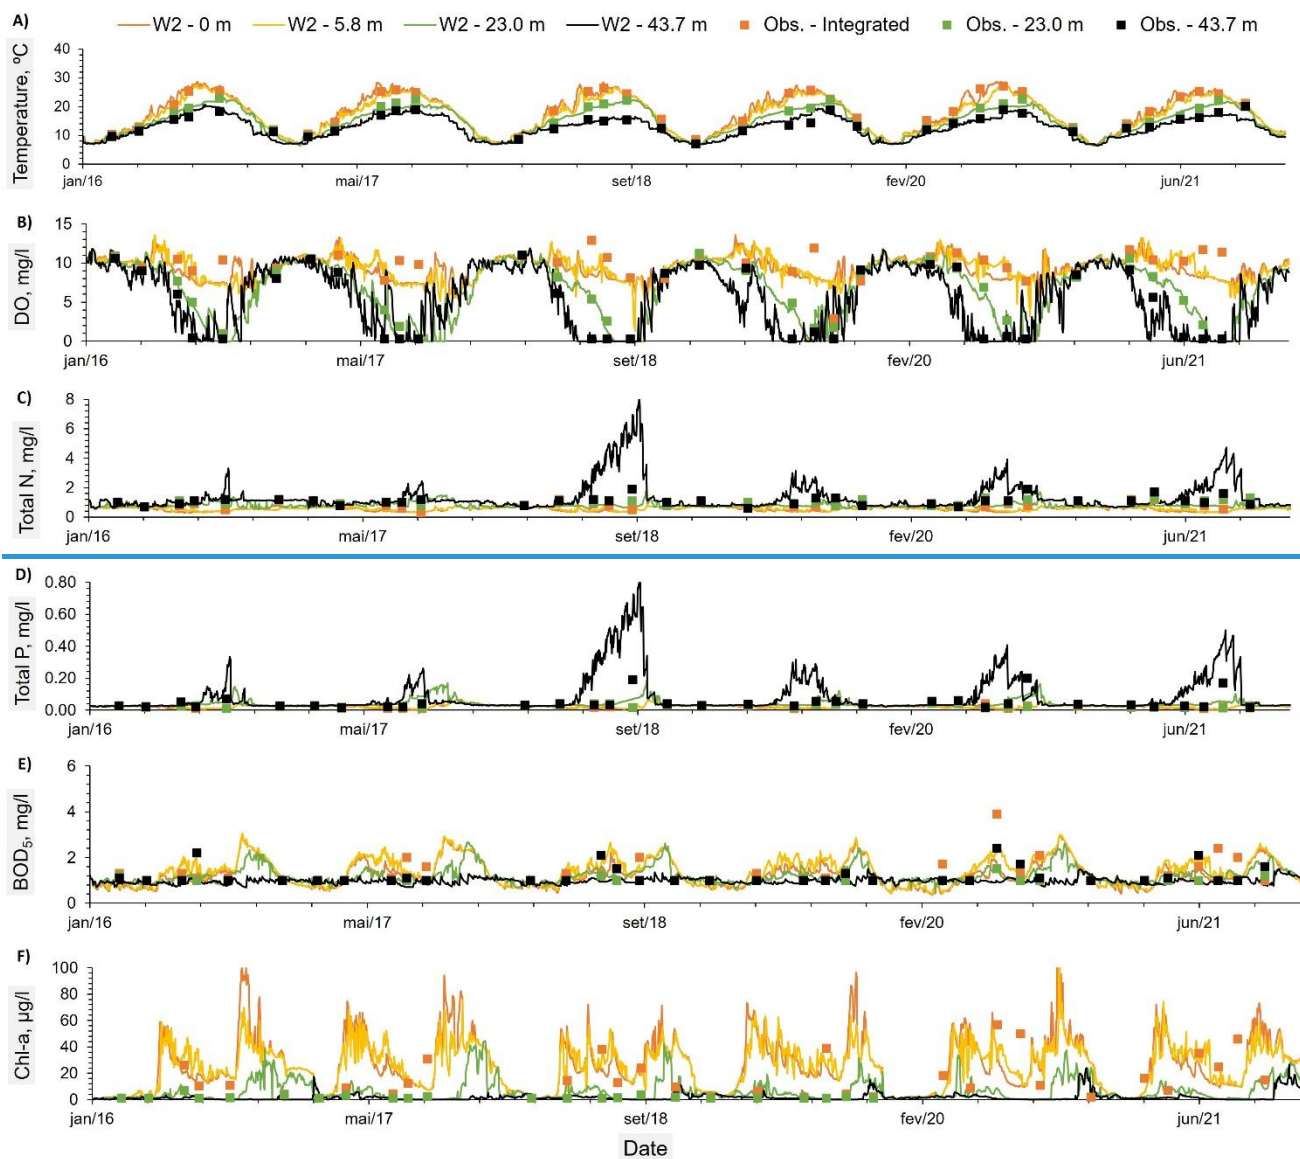 A) W2 - 0 m W2 - 5.8 m W2 - 23.0 m W2 - 43.7 m Obs. - Integrated Obs. - 23.0 m Obs. - 43.7 m
Temperature, ºC
40
30
20
10
0
jan/16 mai/17 set/18 fev/20 jun/21
B)
DO, mg/l
15
10
5
0
jan/16 mai/17 set/18 fev/20 jun/21
C)
Total N, mg/l
8
6
4
2
0
jan/16 mai/17 set/18 fev/20 jun/21
D)
Total P, mg/l
0.80
0.60
0.40
0.20
0.00
jan/16 mai/17 set/18 fev/20 jun/21
E)
BOD5, mg/l
6
4
2
0
jan/16 mai/17 set/18 fev/20 jun/21
F)
Chl-a, µg/l
100
80
60
40
20
0
jan/16 mai/17 set/18 fev/20 jun/21
Date